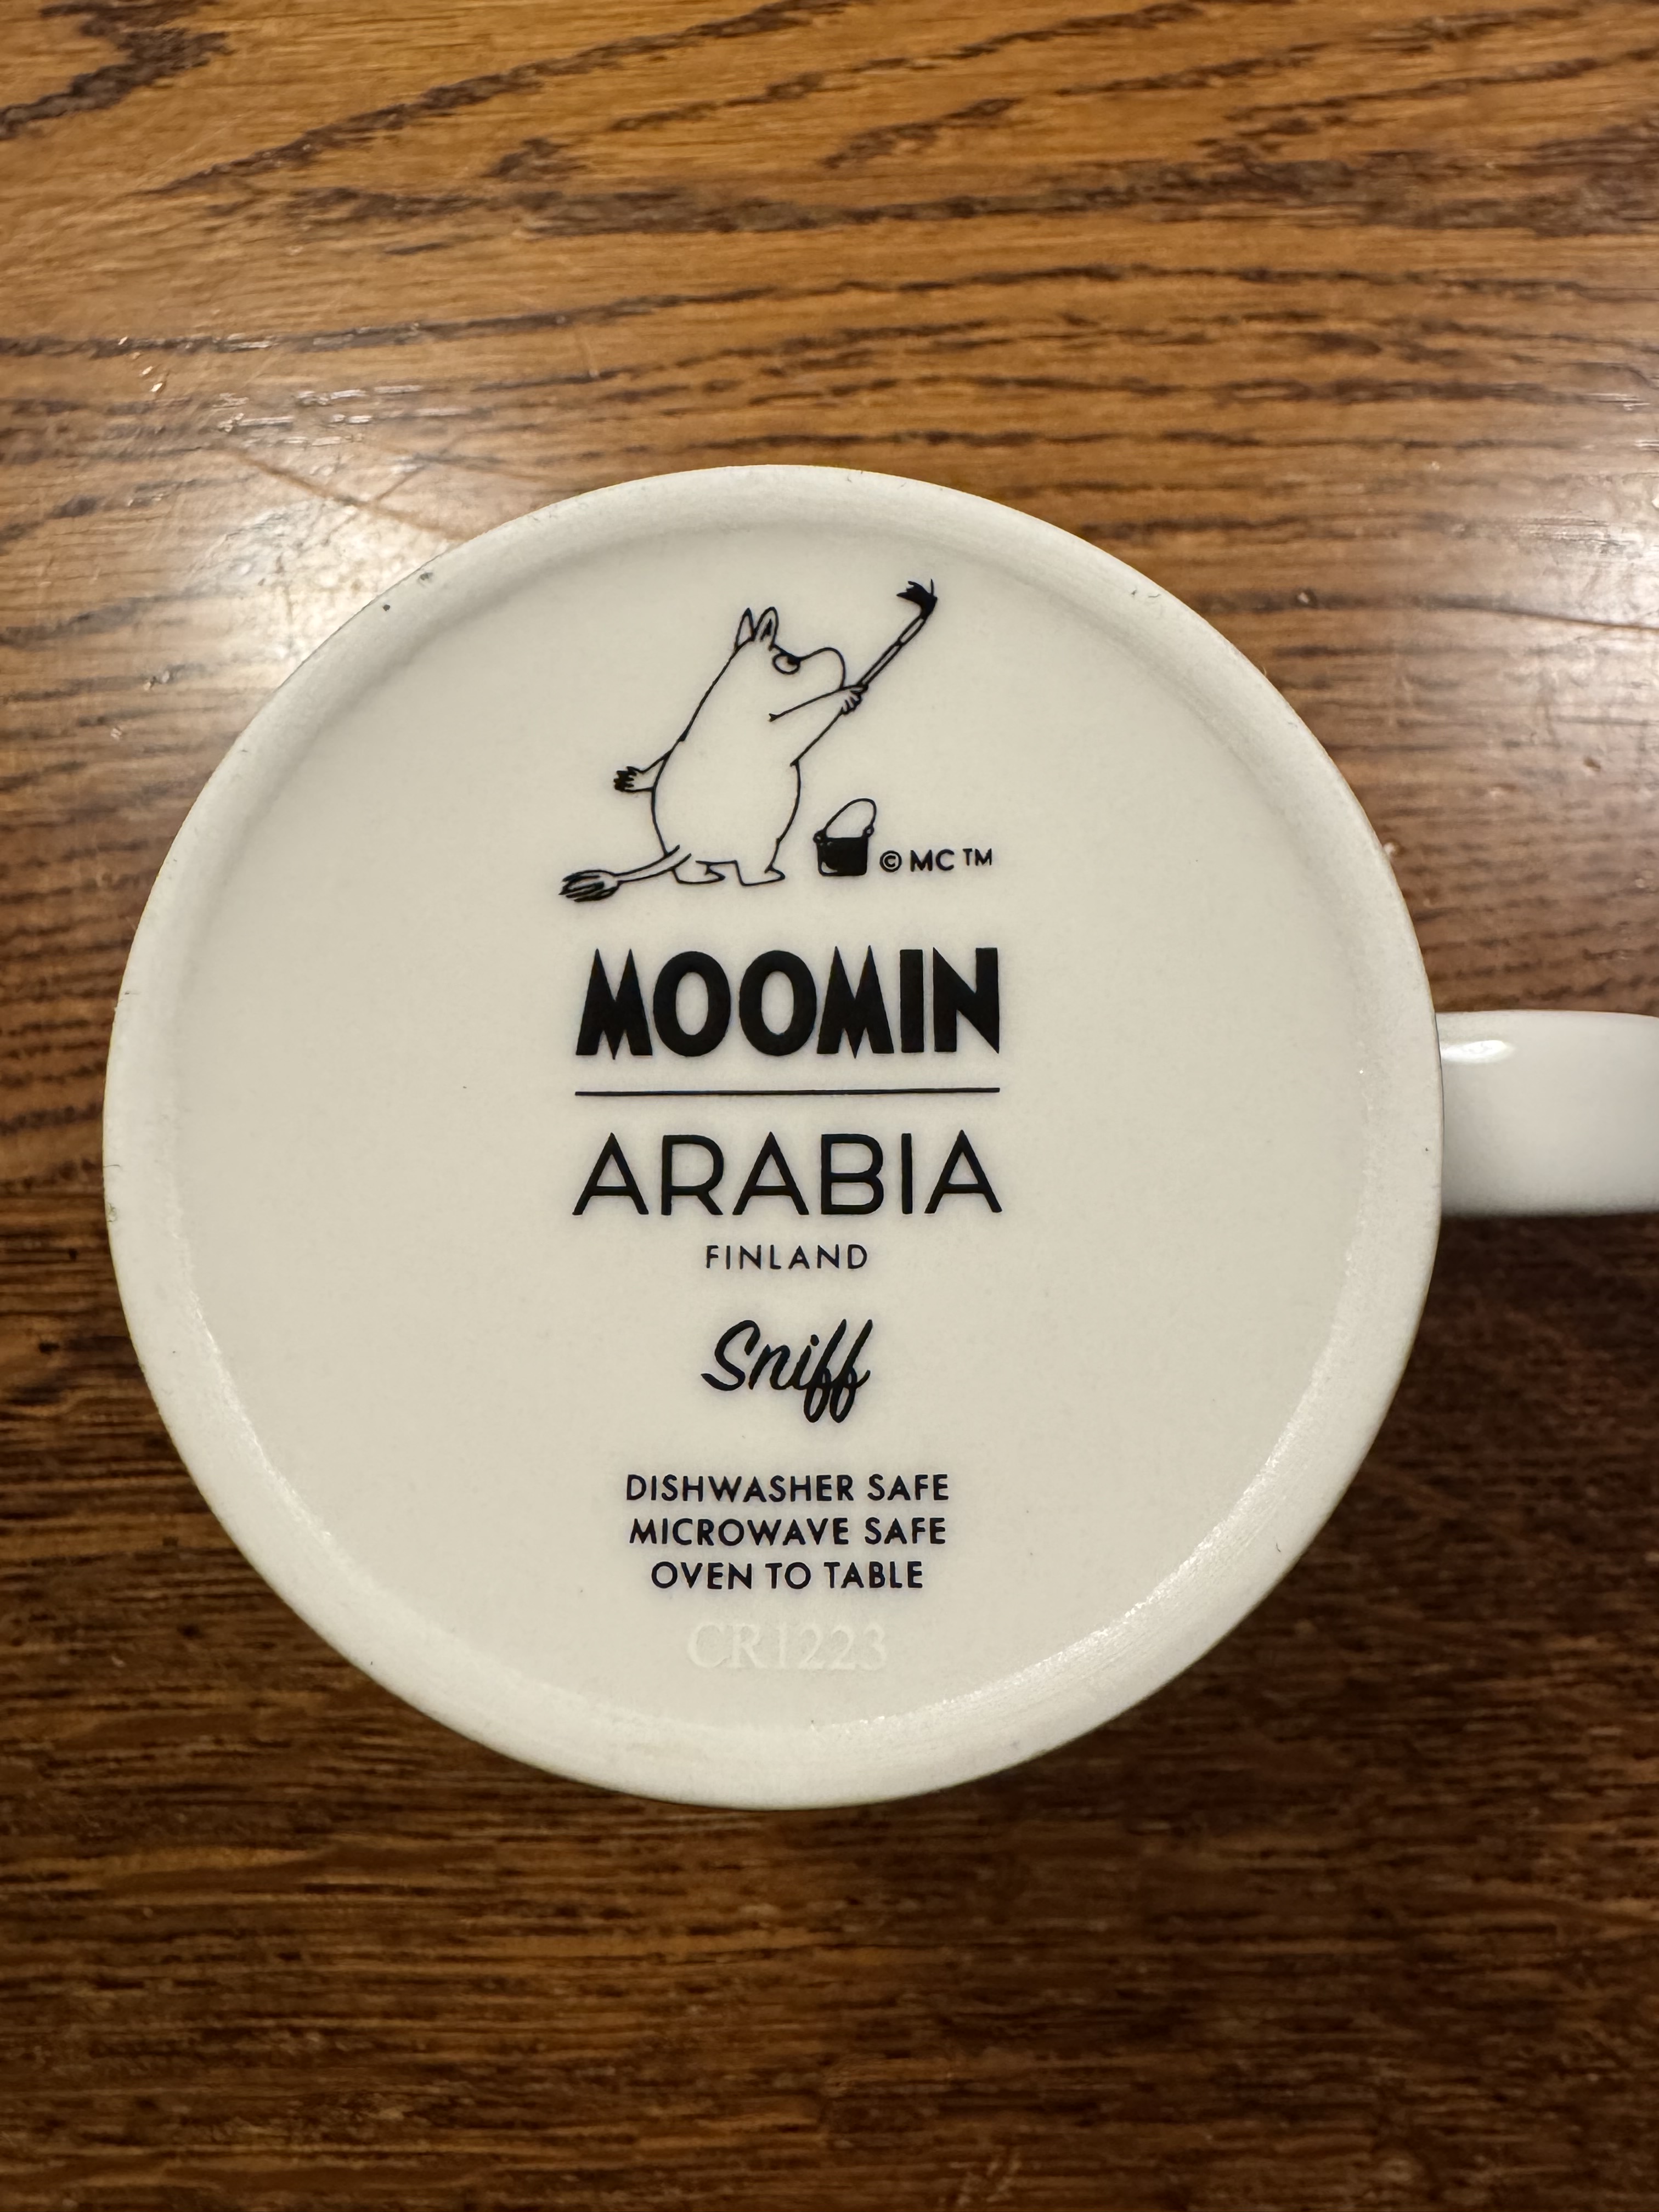 © MC ™
MOOMIN
ARABIA
FINLAND
Sniff
DISHWASHER SAFE
MICROWAVE SAFE
OVEN TO TABLE
CR1223